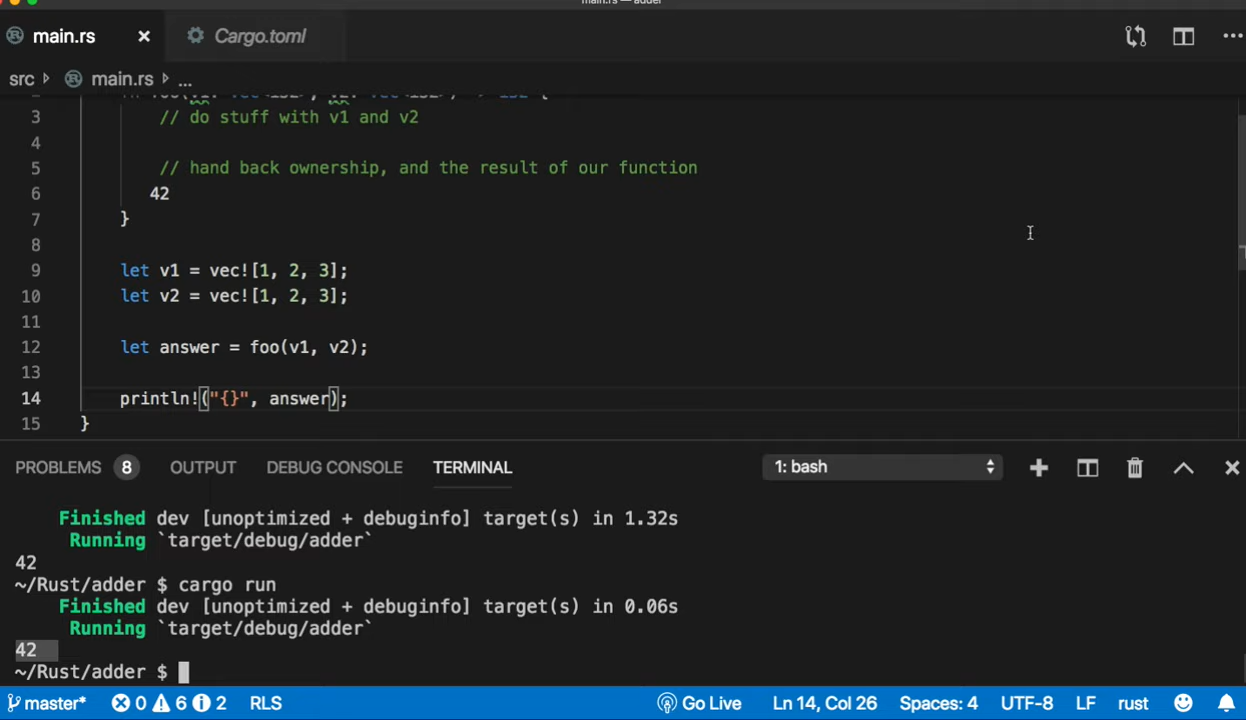 main.rs — adder
main.rs
Cargo.toml
src main.rs ...
3 // do stuff with v1 and v2
4
5 // hand back ownership, and the result of our function
6 42
7 }
8
9 let v1 = vec![1, 2, 3];
10 let v2 = vec![1, 2, 3];
11
12 let answer = foo(v1, v2);
13
14 println!("{}", answer);
15 }
PROBLEMS 8 OUTPUT DEBUG CONSOLE TERMINAL 1: bash
Finished dev [unoptimized + debuginfo] target(s) in 1.32s
Running `target/debug/adder`
42
~/Rust/adder $ cargo run
Finished dev [unoptimized + debuginfo] target(s) in 0.06s
Running `target/debug/adder`
42
~/Rust/adder $
master* 0 6 2 RLS Go Live Ln 14, Col 26 Spaces: 4 UTF-8 LF rust